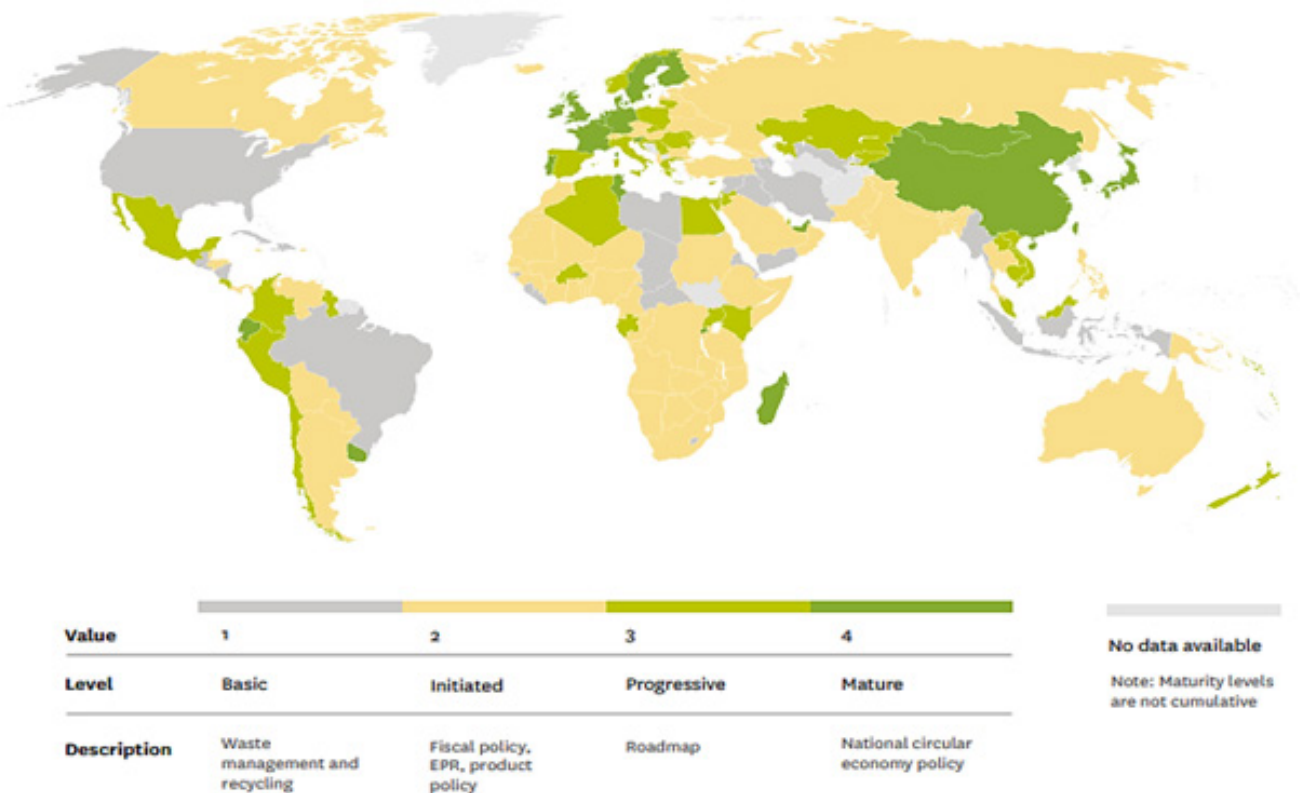 Value 1 2 3 4
Level Basic Initiated Progressive Mature
Description Waste management and recycling Fiscal policy, EPR, product policy Roadmap National circular economy policy
No data available
Note: Maturity levels
are not cumulative